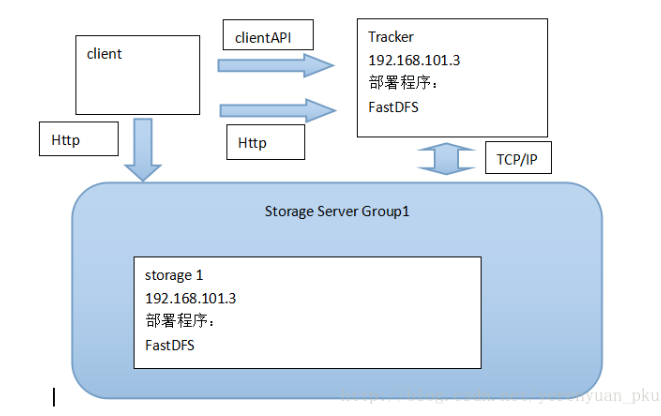 client
clientAPI
Tracker
192.168.101.3
部署程序：
FastDFS
Http
Http
TCP/IP
Storage Server Group1
storage 1
192.168.101.3
部署程序：
FastDFS